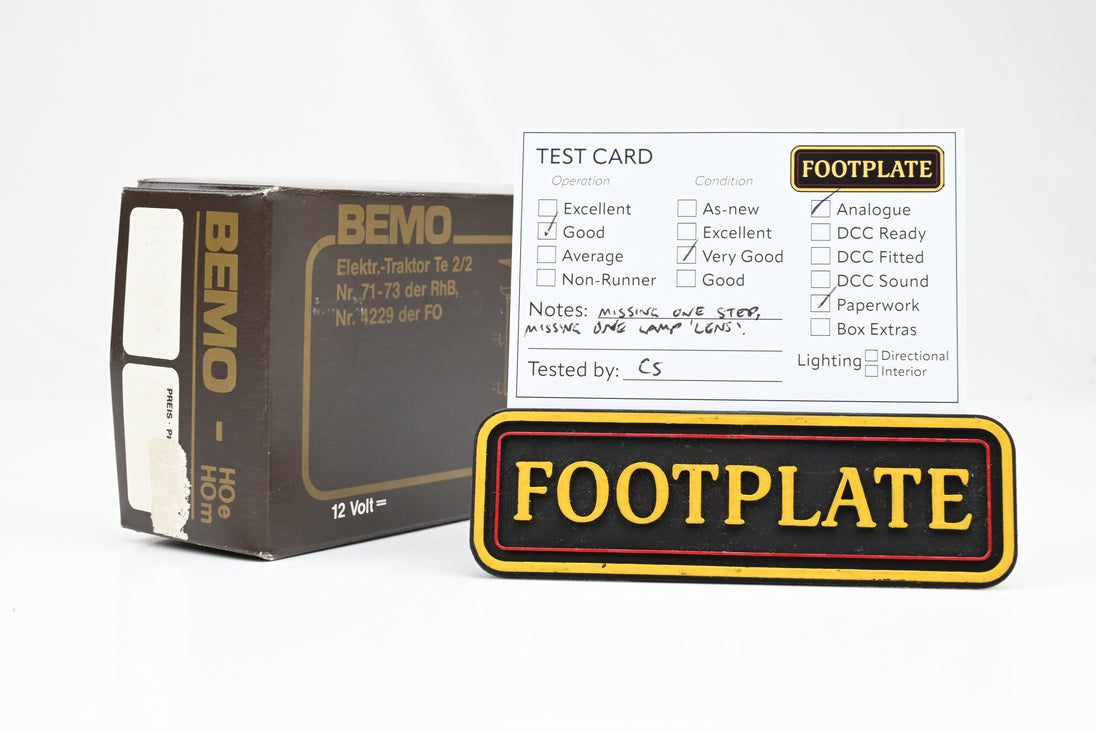 BEMO - HOe
HOm
PREIS
BEMO
Elektr.-Traktor Te 2/2
Nr. 71-73 der RhB,
Nr. 4229 der FO
12 Volt =
TEST CARD
FOOTPLATE
Operation
Excellent
Good
Average
Non-Runner
Condition
As-new
Excellent
Very Good
Good
Analogue
DCC Ready
DCC Fitted
DCC Sound
Paperwork
Box Extras
Notes: MISSING ONE STEP,
MISSING ONE LAMP 'LENS'.
Lighting
Directional
Interior
Tested by: CS
FOOTPLATE